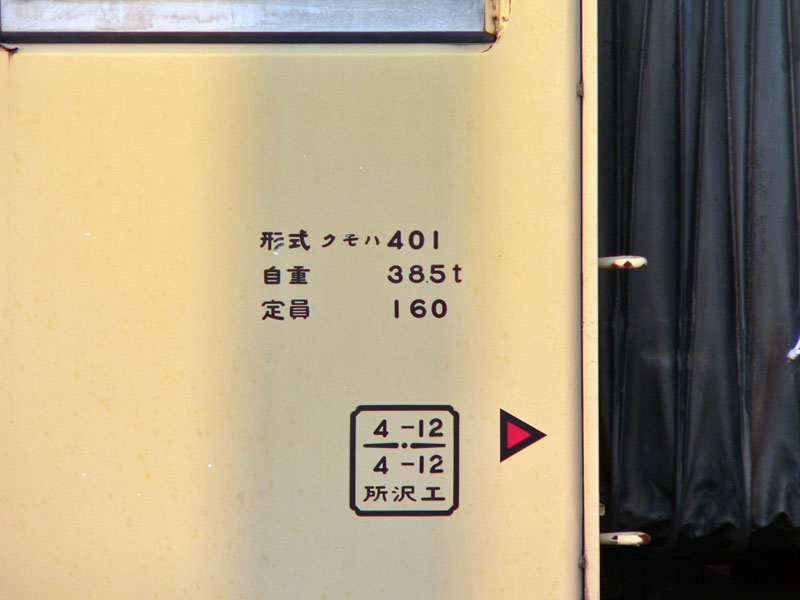 形式 クモハ401
自重 38.5t
定員 160
4-12
4-12
所沢工